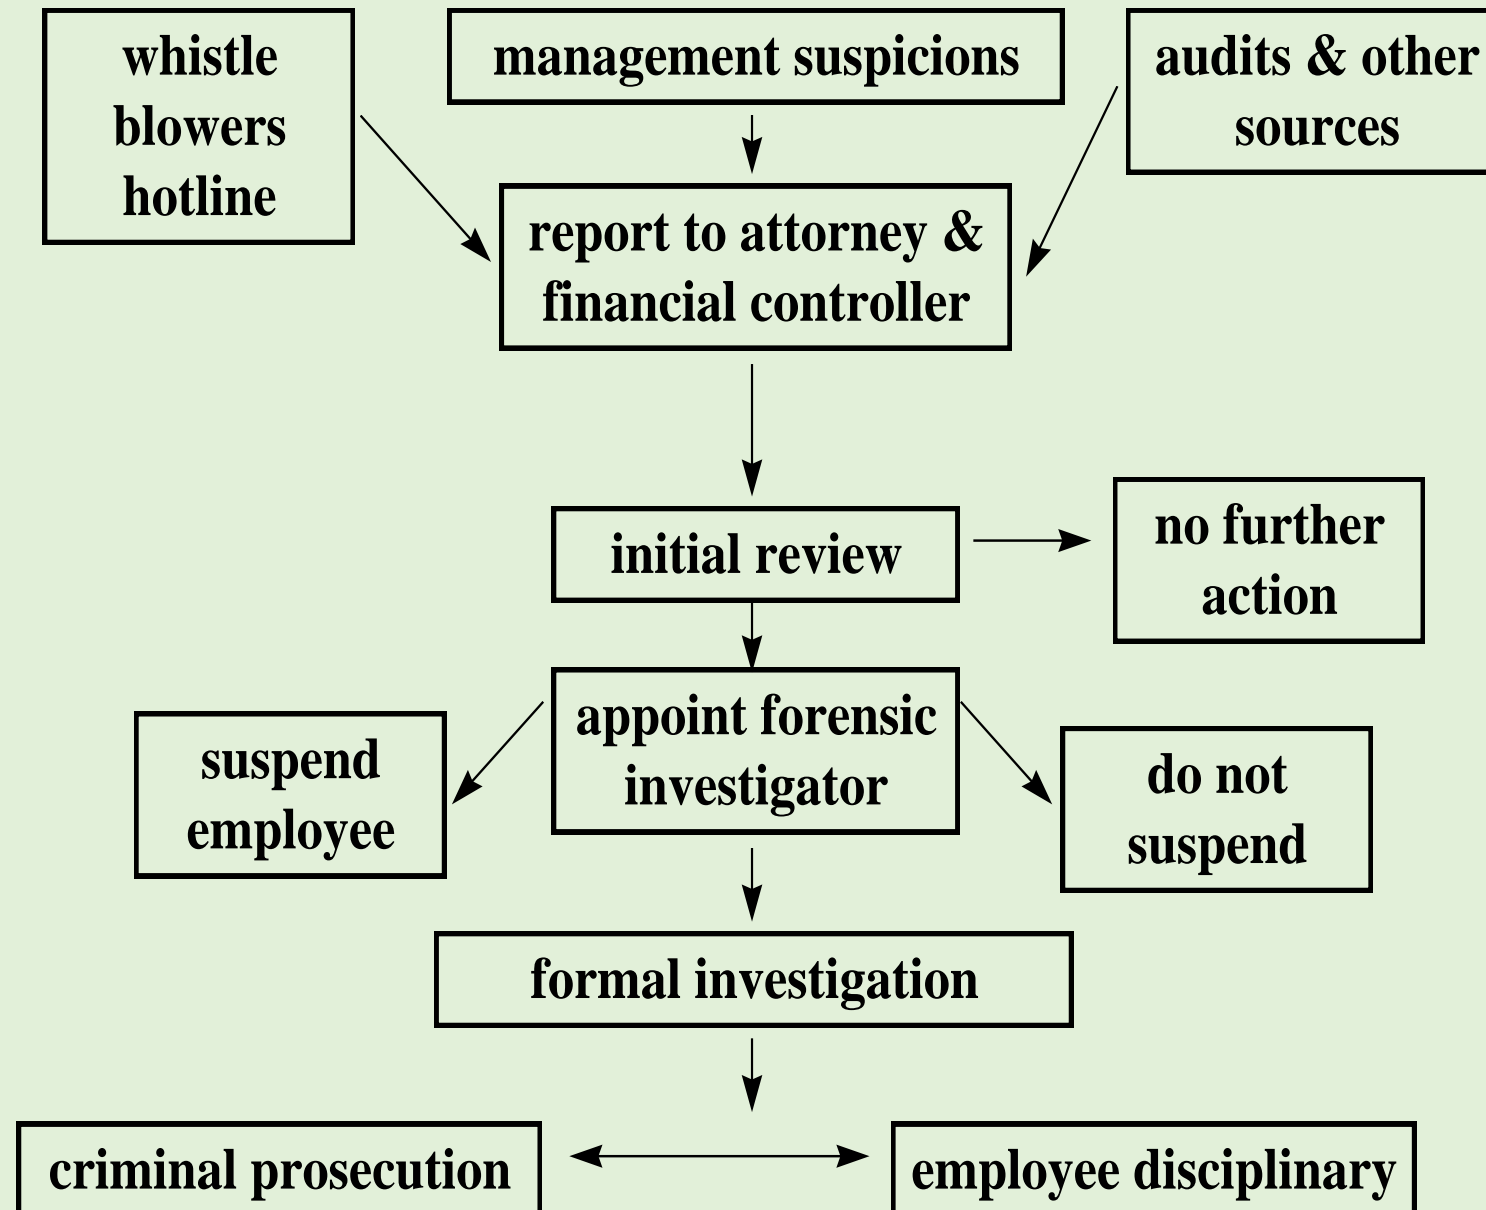 whistle
blowers
hotline
management suspicions
audits & other
sources
report to attorney &
financial controller
initial review
no further
action
appoint forensic
investigator
suspend
employee
do not
suspend
formal investigation
criminal prosecution
employee disciplinary